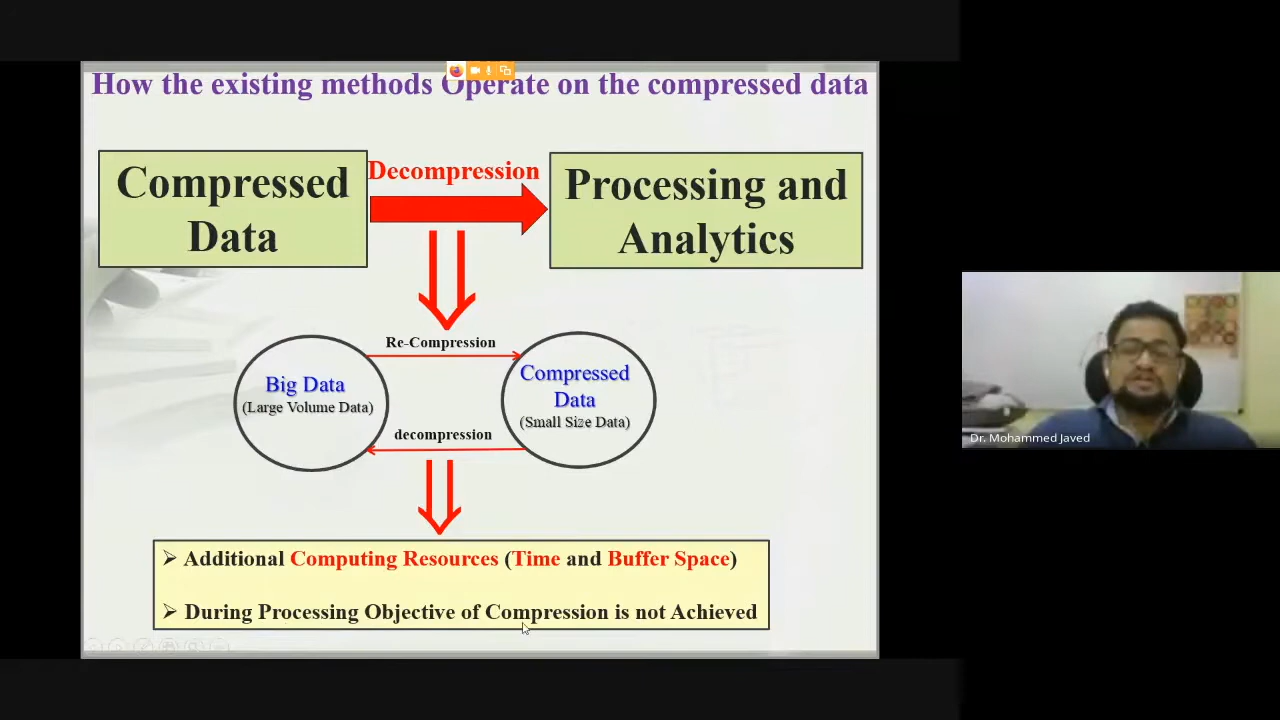 How the existing methods Operate on the compressed data
Compressed
Data
Decompression
Processing and
Analytics
Re-Compression
Big Data
(Large Volume Data)
Compressed
Data
(Small Size Data)
decompression
➢ Additional Computing Resources (Time and Buffer Space)
➢ During Processing Objective of Compression is not Achieved
Dr. Mohammed Javed